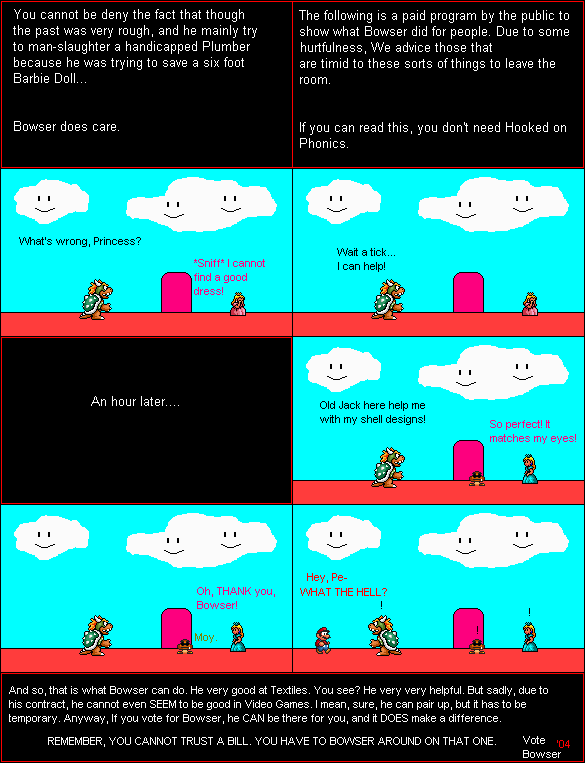 You cannot be deny the fact that though
the past was very rough, and he mainly try
to man-slaughter a handicapped Plumber
because he was trying to save a six foot
Barbie Doll...
Bowser does care.
The following is a paid program by the public to
show what Bowser did for people. Due to some
hurtfulness, We advice those that
are timid to these sorts of things to leave the
room.
If you can read this, you don't need Hooked on
Phonics.
What's wrong, Princess?
*Sniff* I cannot
find a good
dress!
Wait a tick...
I can help!
An hour later....
Old Jack here help me
with my shell designs!
So perfect! It
matches my eyes!
Oh, THANK you,
Bowser!
Moy.
Hey, Pe-
WHAT THE HELL?
!
!
!
And so, that is what Bowser can do. He very good at Textiles. You see? He very very helpful. But sadly, due to
his contract, he cannot even SEEM to be good in Video Games. I mean, sure, he can pair up, but it has to be
temporary. Anyway, If you vote for Bowser, he CAN be there for you, and it DOES make a difference.
REMEMBER, YOU CANNOT TRUST A BILL. YOU HAVE TO BOWSER AROUND ON THAT ONE.
Vote
Bowser '04